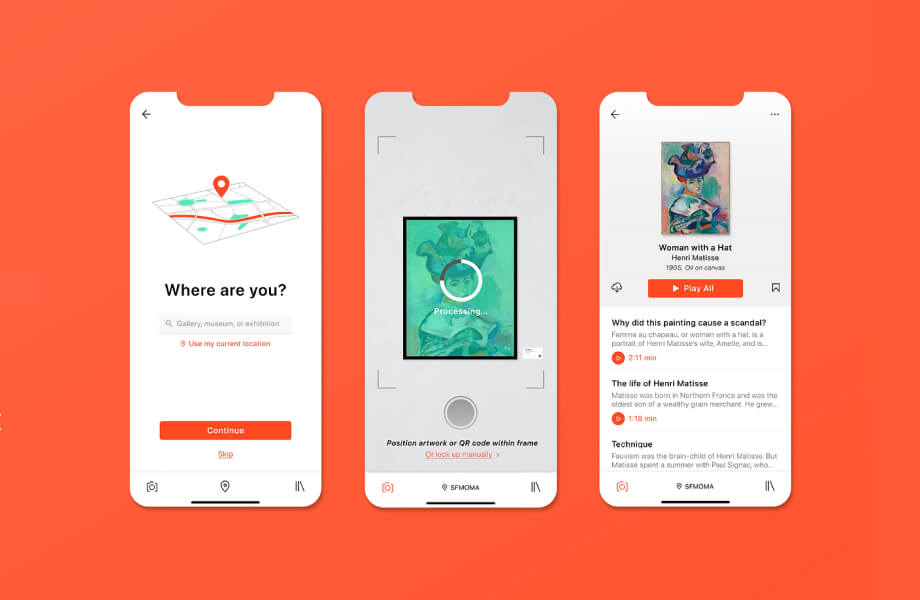 Where are you?
Gallery, museum, or exhibition
Use my current location
Continue
Skip
Processing...
Position artwork or QR code within frame
Or look up manually >
SFMOMA
Woman with a Hat
Henri Matisse
1905, Oil on canvas
Play All
Why did this painting cause a scandal?
Femme au chapeau, or woman with a hat, is a
portrait of Henri Matisse's wife, Amelie, and is...
2:11 min
The life of Henri Matisse
Matisse was born in Northern France and was the
oldest son of a wealthy grain merchant. He grew...
1:18 min
Technique
Fauvism was the brain-child of Henri Matisse. But
Matisse spent a summer with Paul Signac, who...
SFMOMA